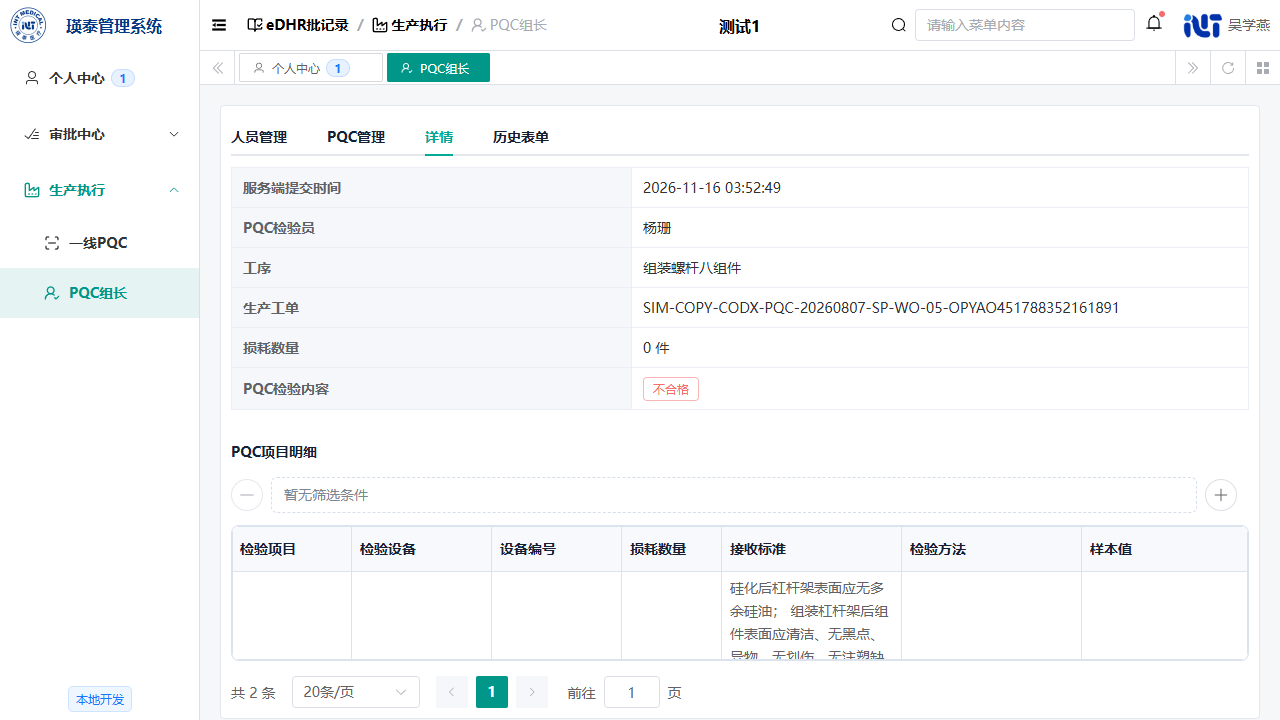 瑛泰管理系统
eDHR批记录 / 生产执行 / PQC组长
测试1
请输入菜单内容
吴学燕
个人中心 1
审批中心
生产执行
一线PQC
PQC组长
本地开发
个人中心 1
PQC组长
人员管理
PQC管理
详情
历史表单
服务端提交时间 2026-11-16 03:52:49
PQC检验员 杨珊
工序 组装螺杆八组件
生产工单 SIM-COPY-CODX-PQC-20260807-SP-WO-05-OPYAO451788352161891
损耗数量 0 件
PQC检验内容 不合格
PQC项目明细
暂无筛选条件
检验项目 检验设备 设备编号 损耗数量 接收标准 检验方法 样本值
硅化后杠杆架表面应无多
余硅油； 组装杠杆架后组
件表面应清洁、无黑点、
异物、无划伤、无注塑缺
共 2 条 20条/页 1 前往 1 页